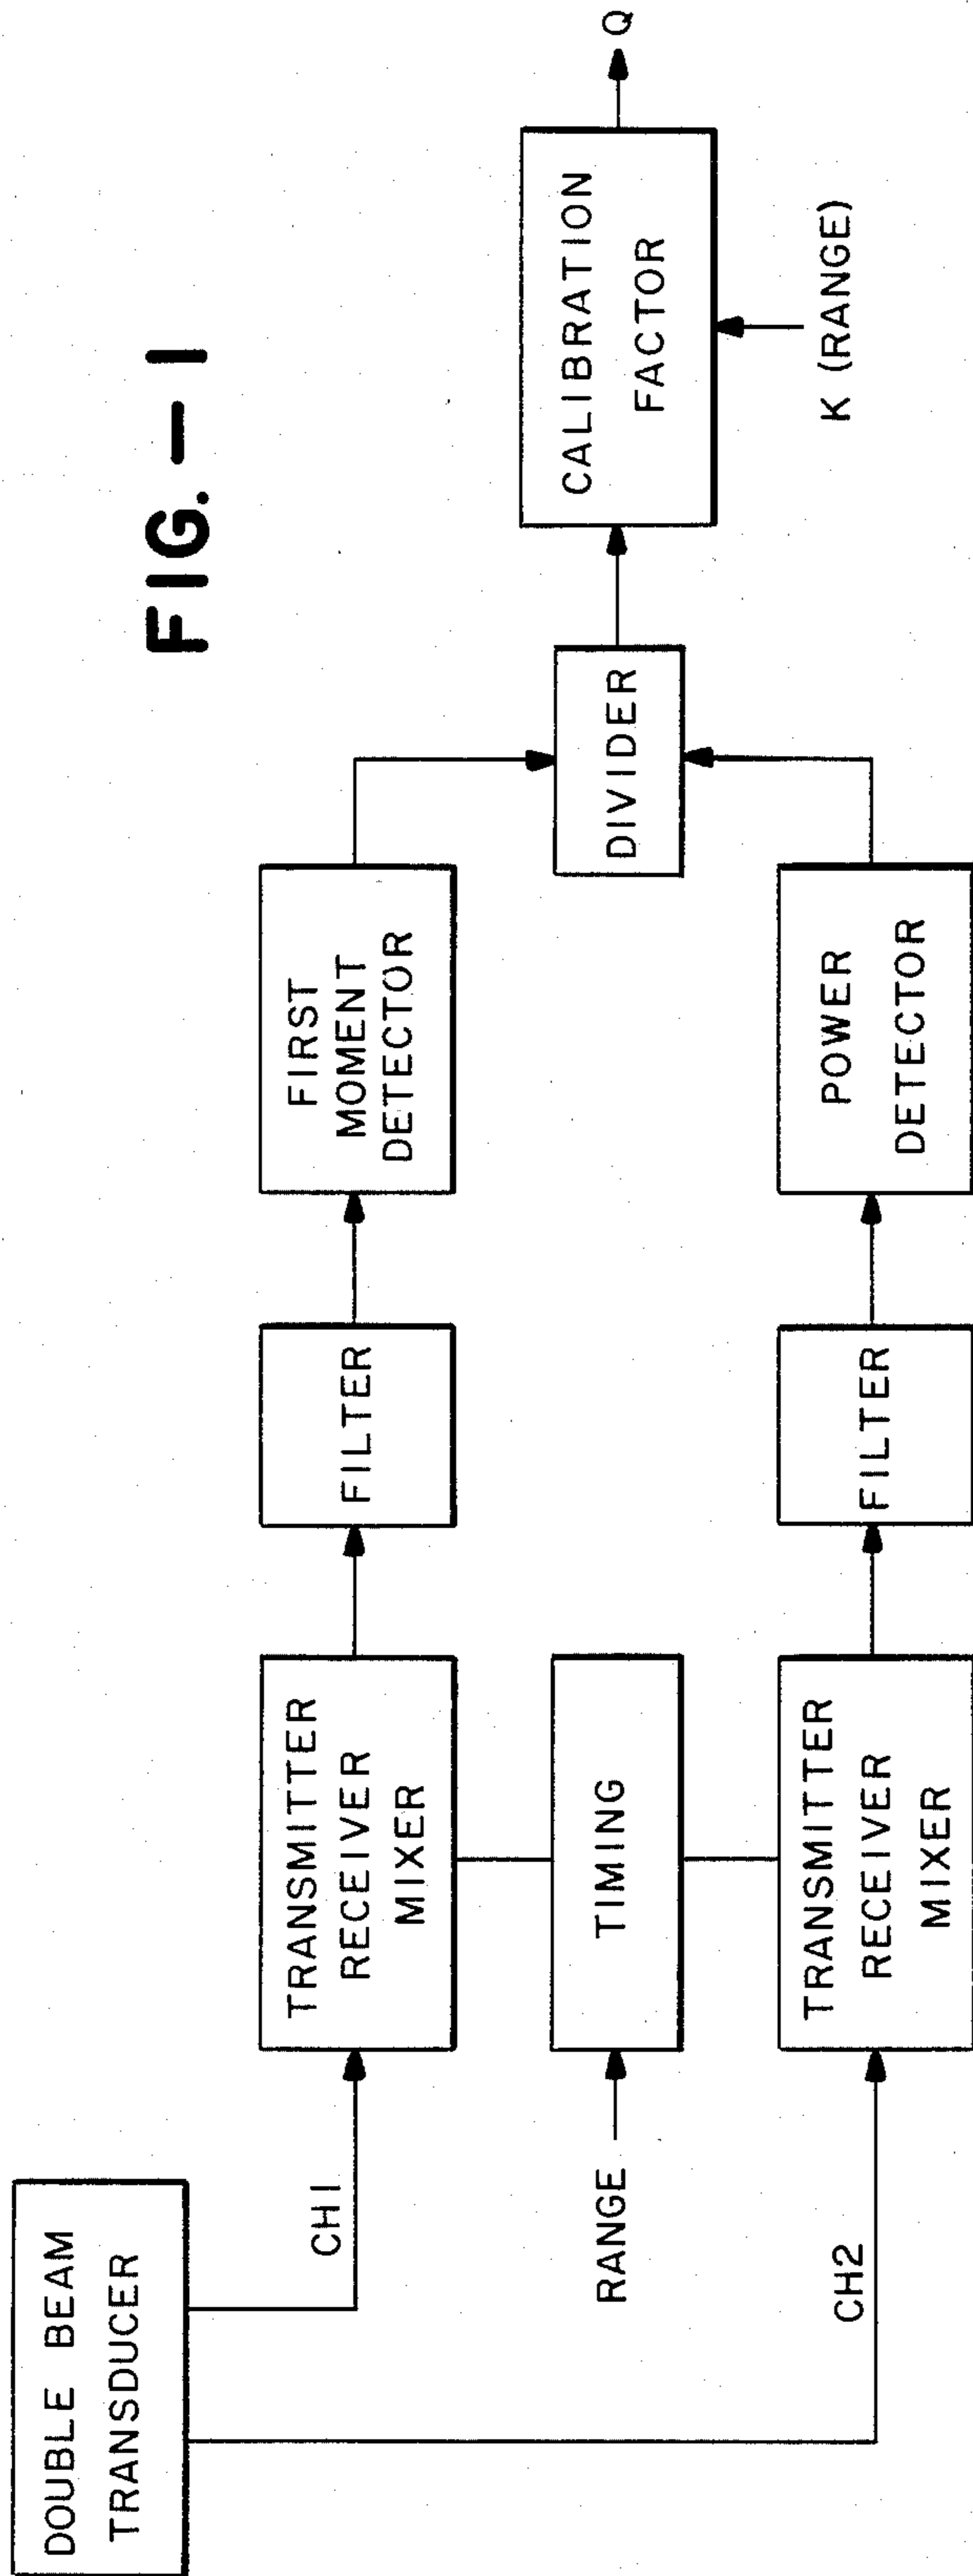 FIG. — 1
DOUBLE BEAM
TRANSDUCER
CH1
CH2
RANGE
TRANSMITTER
RECEIVER
MIXER
TIMING
TRANSMITTER
RECEIVER
MIXER
FILTER
FILTER
FIRST
MOMENT
DETECTOR
POWER
DETECTOR
DIVIDER
CALIBRATION
FACTOR
K (RANGE)
Q